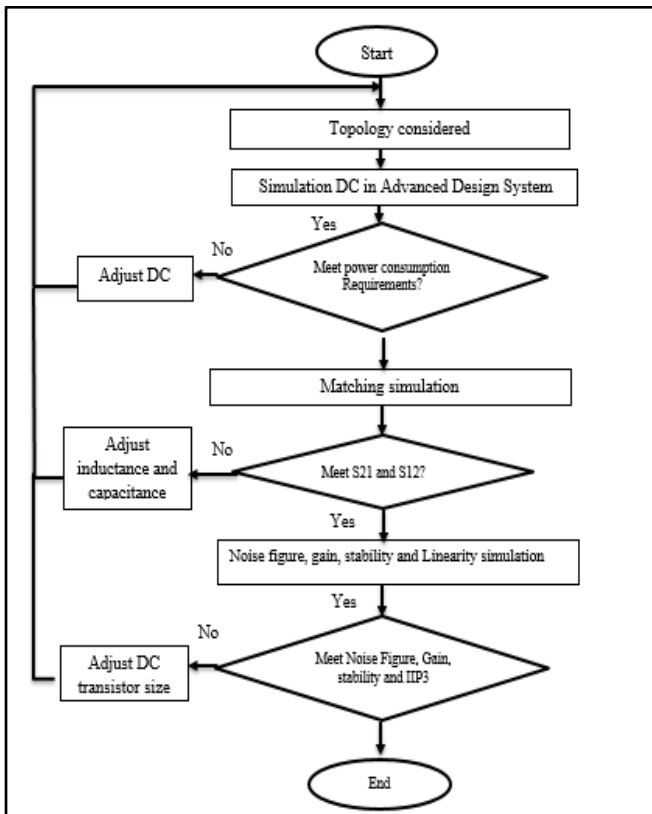 Start
Topology considered
Simulation DC in Advanced Design System
Yes
No
Adjust DC
Meet power consumption
Requirements?
Matching simulation
Adjust
inductance and
capacitance
No
Meet S21 and S12?
Yes
Noise figure, gain, stability and Linearity simulation
Yes
No
Adjust DC
transistor size
Meet Noise Figure, Gain,
stability and IIP3
End